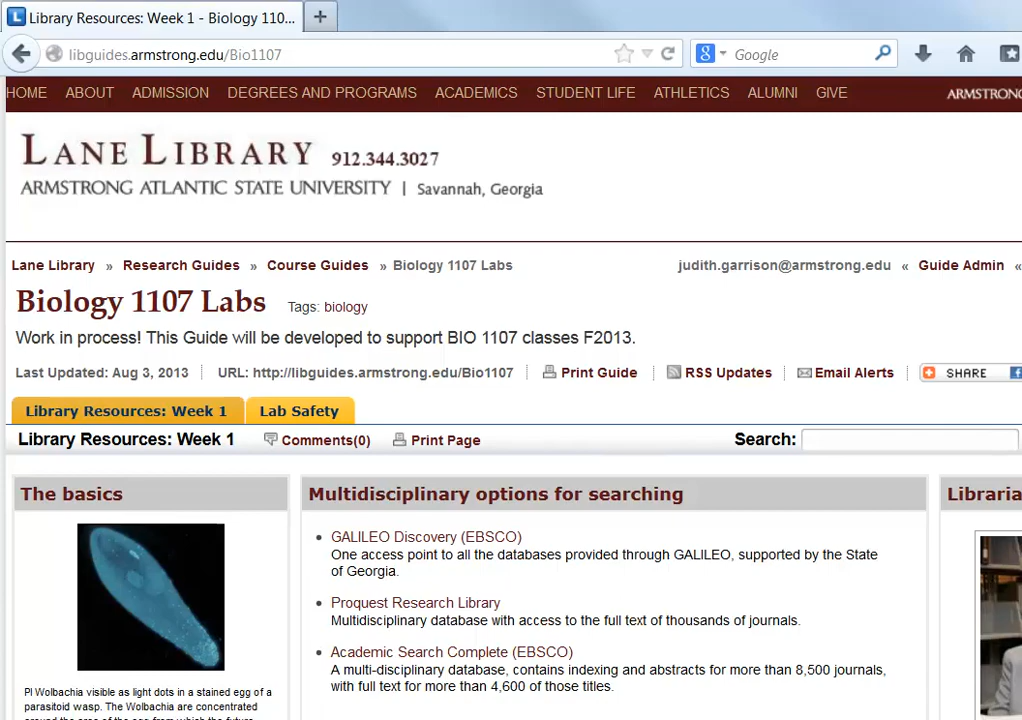 Library Resources: Week 1 - Biology 110...
libguides.armstrong.edu/Bio1107
Google
HOME ABOUT ADMISSION DEGREES AND PROGRAMS ACADEMICS STUDENT LIFE ATHLETICS ALUMNI GIVE ARMSTRONG
LANE LIBRARY 912.344.3027
ARMSTRONG ATLANTIC STATE UNIVERSITY | Savannah, Georgia
Lane Library » Research Guides » Course Guides » Biology 1107 Labs judith.garrison@armstrong.edu « Guide Admin «
Biology 1107 Labs Tags: biology
Work in process! This Guide will be developed to support BIO 1107 classes F2013.
Last Updated: Aug 3, 2013 URL: http://libguides.armstrong.edu/Bio1107 Print Guide RSS Updates Email Alerts SHARE
Library Resources: Week 1 Lab Safety
Library Resources: Week 1 Comments(0) Print Page Search:
The basics
Multidisciplinary options for searching
Libraria
• GALILEO Discovery (EBSCO)
One access point to all the databases provided through GALILEO, supported by the State
of Georgia.
• Proquest Research Library
Multidisciplinary database with access to the full text of thousands of journals.
• Academic Search Complete (EBSCO)
A multi-disciplinary database, contains indexing and abstracts for more than 8,500 journals,
with full text for more than 4,600 of those titles.
PI Wolbachia visible as light dots in a stained egg of a
parasitoid wasp. The Wolbachia are concentrated